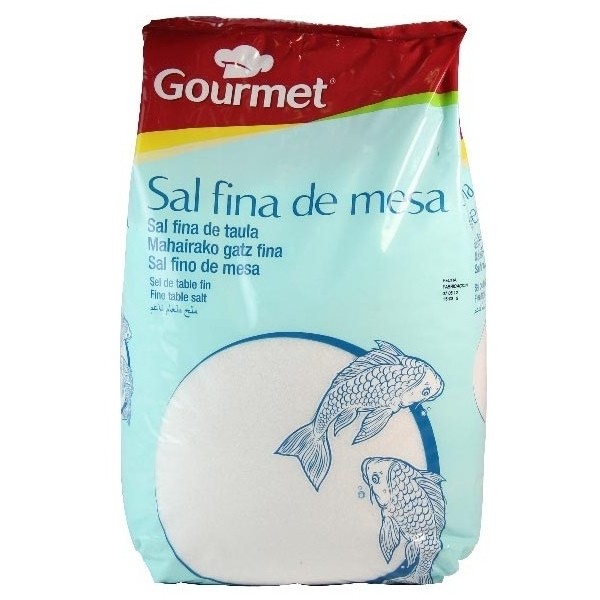 Gourmet®
Sal fina de mesa
Sal fina de taula
Mahairako gatz fina
Sal fino de mesa
Sel de table fin
Fine table salt
ملح طعام ناعم
FECHA